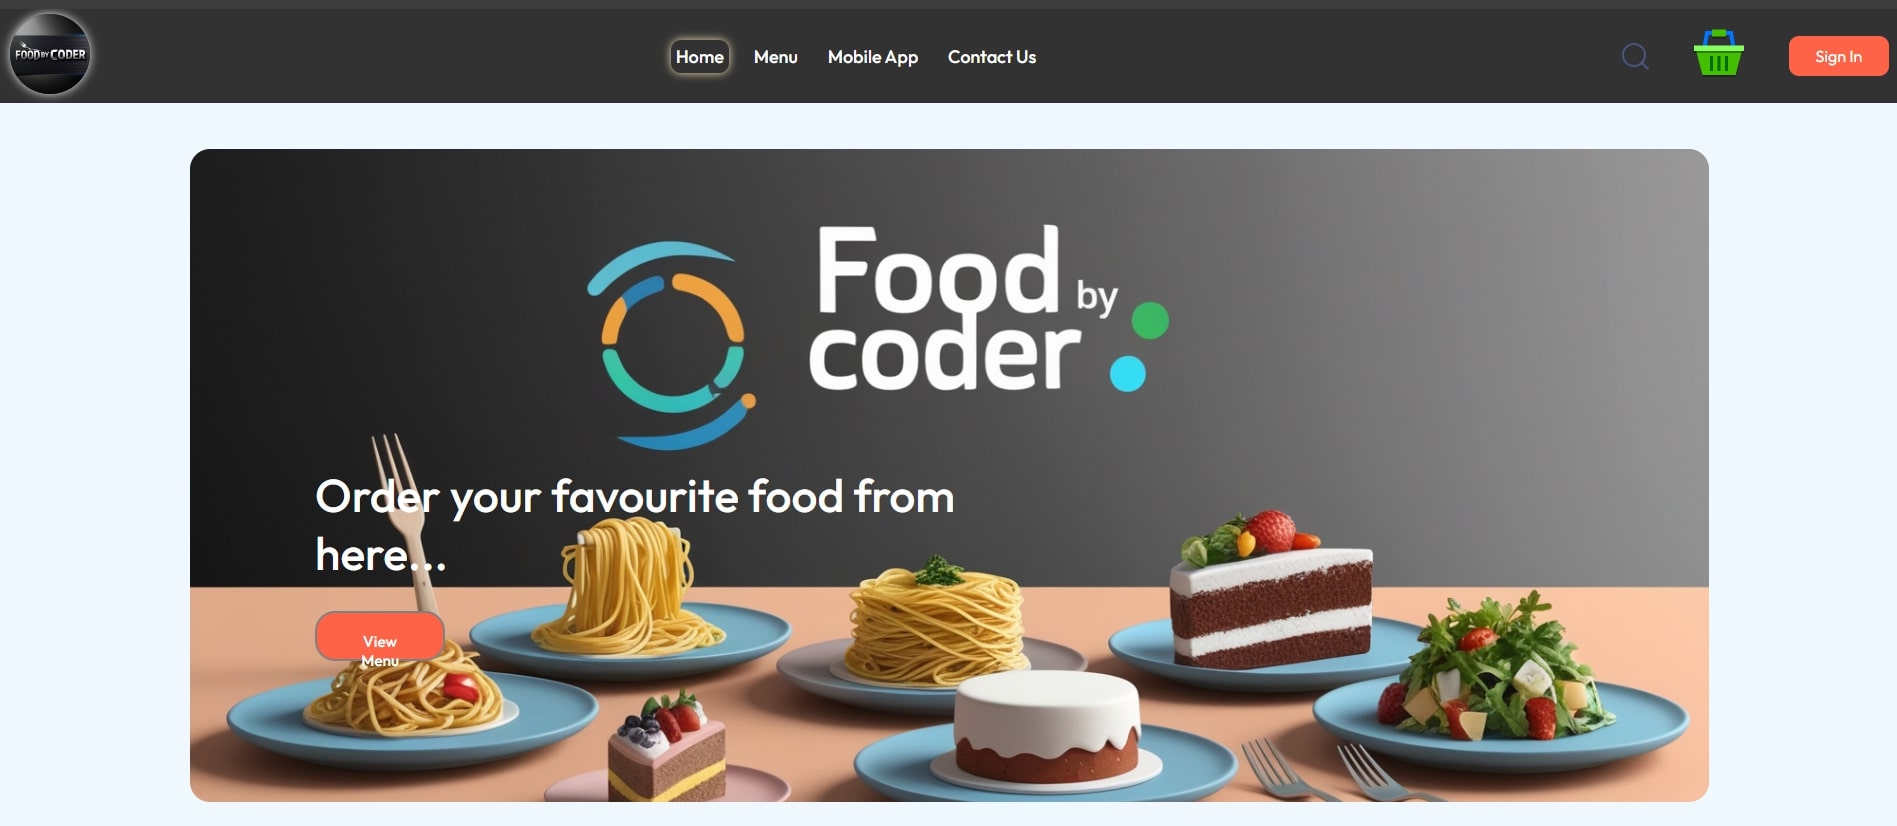 FOOD BY CODER
Home Menu Mobile App Contact Us
Sign In
Food by
coder
Order your favourite food from
here...
View
Menu